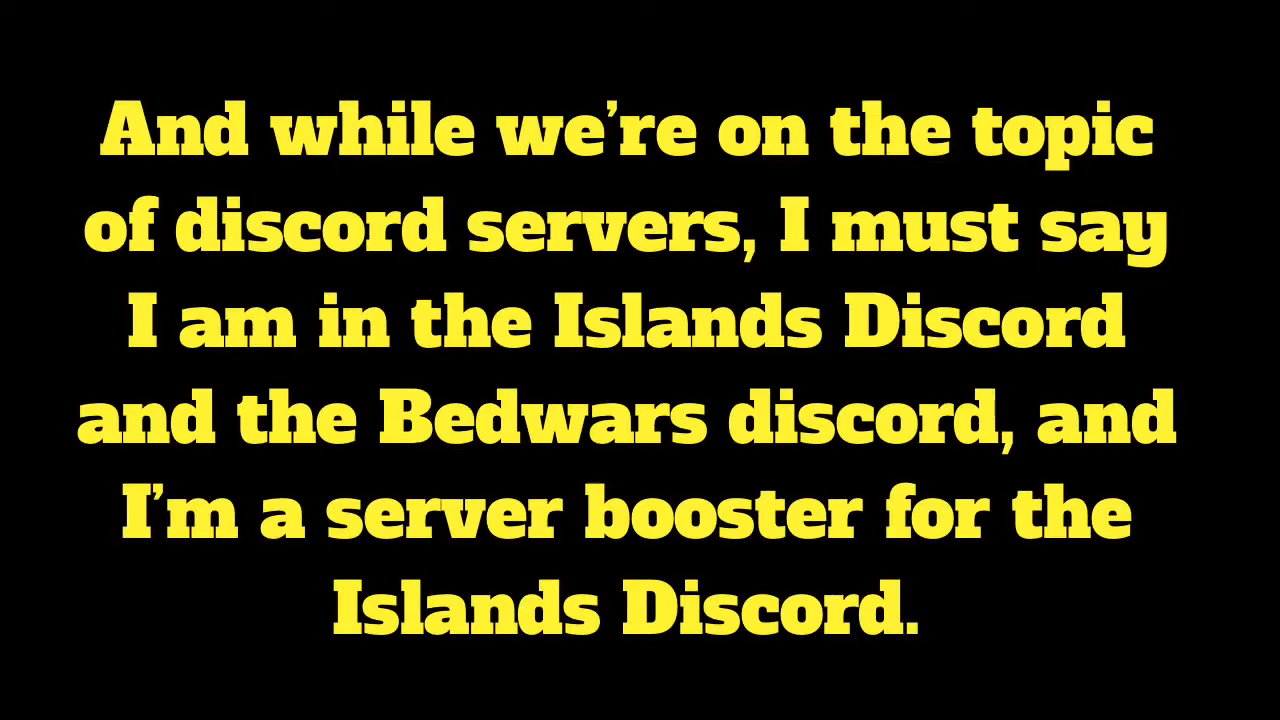 And while we’re on the topic
of discord servers, I must say
I am in the Islands Discord
and the Bedwars discord, and
I’m a server booster for the
Islands Discord.